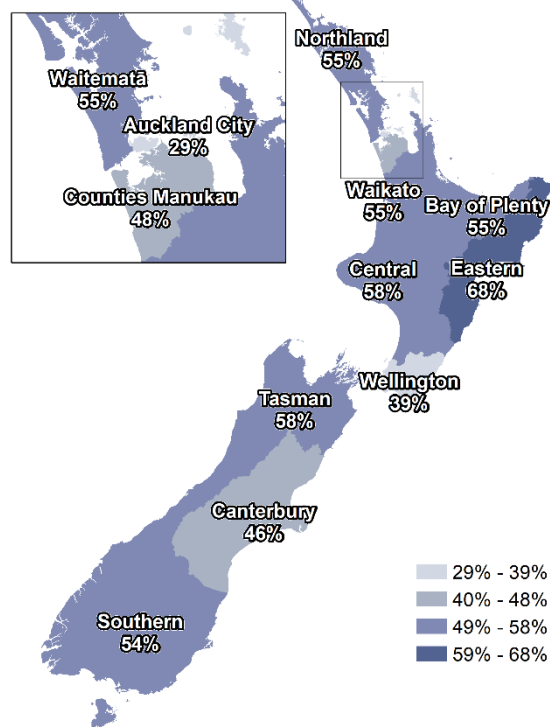 Northland
55%
Waitematā
55%
Auckland City
29%
Counties Manukau
48%
Waikato
55%
Bay of Plenty
55%
Central
58%
Eastern
68%
Wellington
39%
Tasman
58%
Canterbury
46%
Southern
54%
29% - 39%
40% - 48%
49% - 58%
59% - 68%